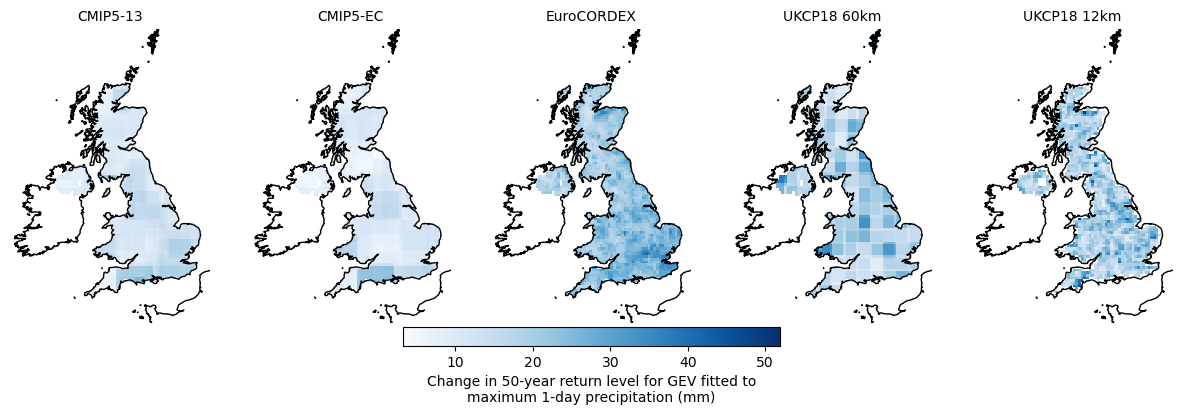 CMIP5-13
CMIP5-EC
EuroCORDEX
UKCP18 60km
UKCP18 12km
10 20 30 40 50
Change in 50-year return level for GEV fitted to
maximum 1-day precipitation (mm)